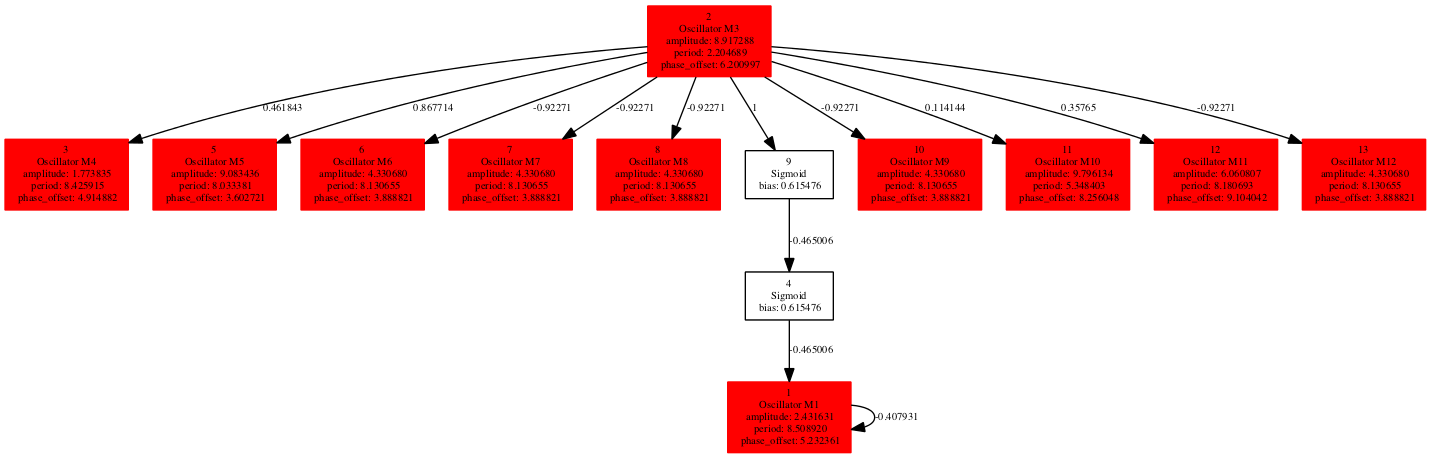 2
Oscillator M3
amplitude: 8.917288
period: 2.204689
phase_offset: 6.200997
0.461843
0.867714
-0.92271
-0.92271
-0.92271
-1
-0.92271
0.114144
0.35765
-0.92271
3
Oscillator M4
amplitude: 1.773835
period: 8.425915
phase_offset: 4.914882
5
Oscillator M5
amplitude: 9.083436
period: 8.033381
phase_offset: 3.602721
6
Oscillator M6
amplitude: 4.330680
period: 8.130655
phase_offset: 3.888821
7
Oscillator M7
amplitude: 4.330680
period: 8.130655
phase_offset: 3.888821
8
Oscillator M8
amplitude: 4.330680
period: 8.130655
phase_offset: 3.888821
9
Sigmoid
bias: 0.615476
10
Oscillator M9
amplitude: 4.330680
period: 8.130655
phase_offset: 3.888821
11
Oscillator M10
amplitude: 9.796134
period: 5.348403
phase_offset: 8.256048
12
Oscillator M11
amplitude: 6.060807
period: 8.180693
phase_offset: 9.104042
13
Oscillator M12
amplitude: 4.330680
period: 8.130655
phase_offset: 3.888821
-0.465006
4
Sigmoid
bias: 0.615476
-0.465006
1
Oscillator M1
amplitude: 2.431631
period: 8.508920
phase_offset: 5.232361
-0.407931